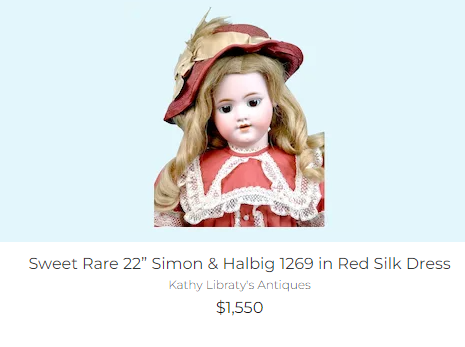 Sweet Rare 22” Simon & Halbig 1269 in Red Silk Dress
Kathy Libraty's Antiques
$1,550